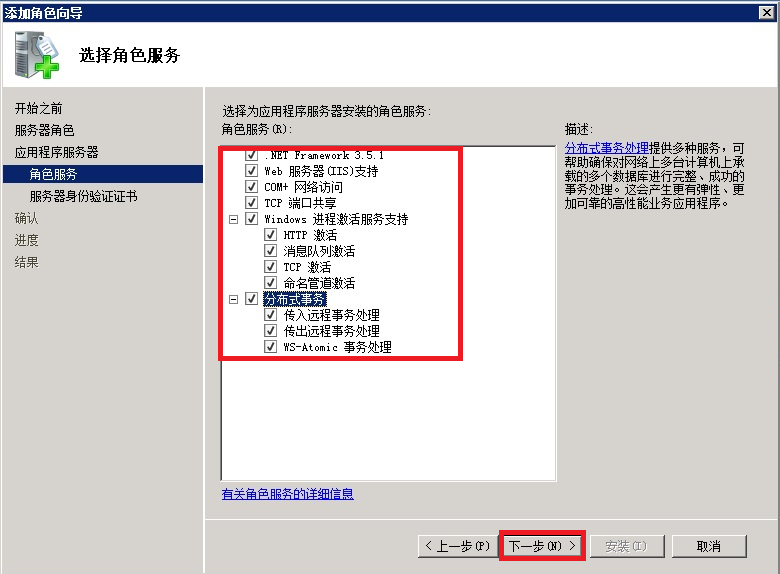 添加角色向导
选择角色服务
开始之前
服务器角色
应用程序服务器
角色服务
服务器身份验证证书
确认
进度
结果
选择为应用程序服务器安装的角色服务:
角色服务(R):
.NET Framework 3.5.1
Web 服务器(IIS)支持
COM+ 网络访问
TCP 端口共享
Windows 进程激活服务支持
HTTP 激活
消息队列激活
TCP 激活
命名管道激活
分布式事务
传入远程事务处理
传出远程事务处理
WS-Atomic 事务处理
有关角色服务的详细信息
描述:
分布式事务处理提供多种服务，可
帮助确保对网络上多台计算机上承
载的多个数据库进行完整、成功的
事务处理。这会产生更有弹性、更
加可靠的高性能业务应用程序。
< 上一步(P)
下一步(N) >
安装(I)
取消